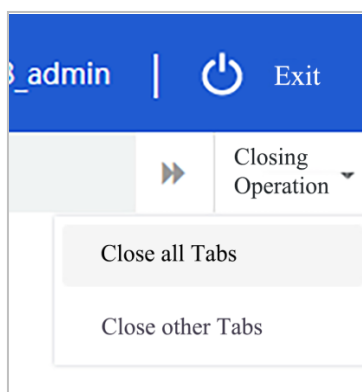 _admin | Exit
Closing
Operation
Close all Tabs
Close other Tabs